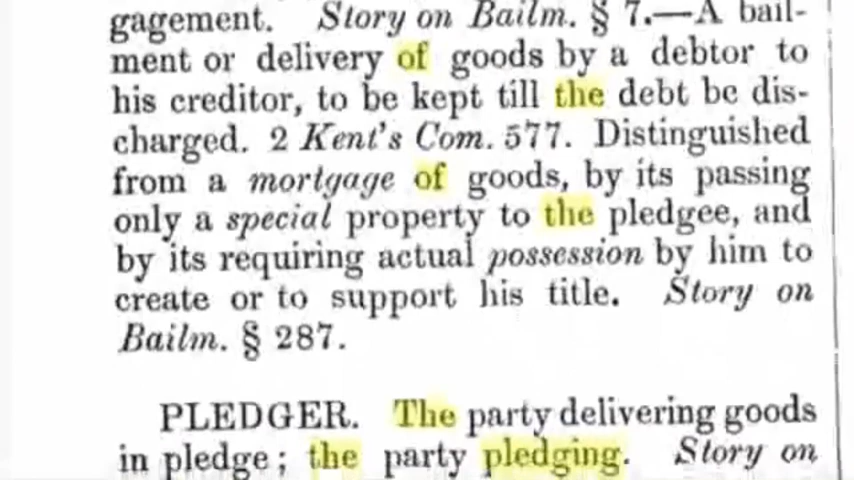 gagement. Story on Bailm. § 7.—A bail-
ment or delivery of goods by a debtor to
his creditor, to be kept till the debt be dis-
charged. 2 Kent's Com. 577. Distinguished
from a mortgage of goods, by its passing
only a special property to the pledgee, and
by its requiring actual possession by him to
create or to support his title. Story on
Bailm. § 287.
PLEDGER. The party delivering goods
in pledge; the party pledging. Story on